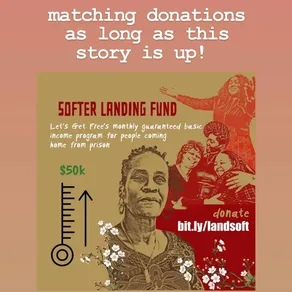 matching donations
as long as this
story is up!
SOFTER LANDING FUND
Let's Get Free's monthly guaranteed basic
income program for people coming
home from prison
$50k
donate
bit.ly/landsoft